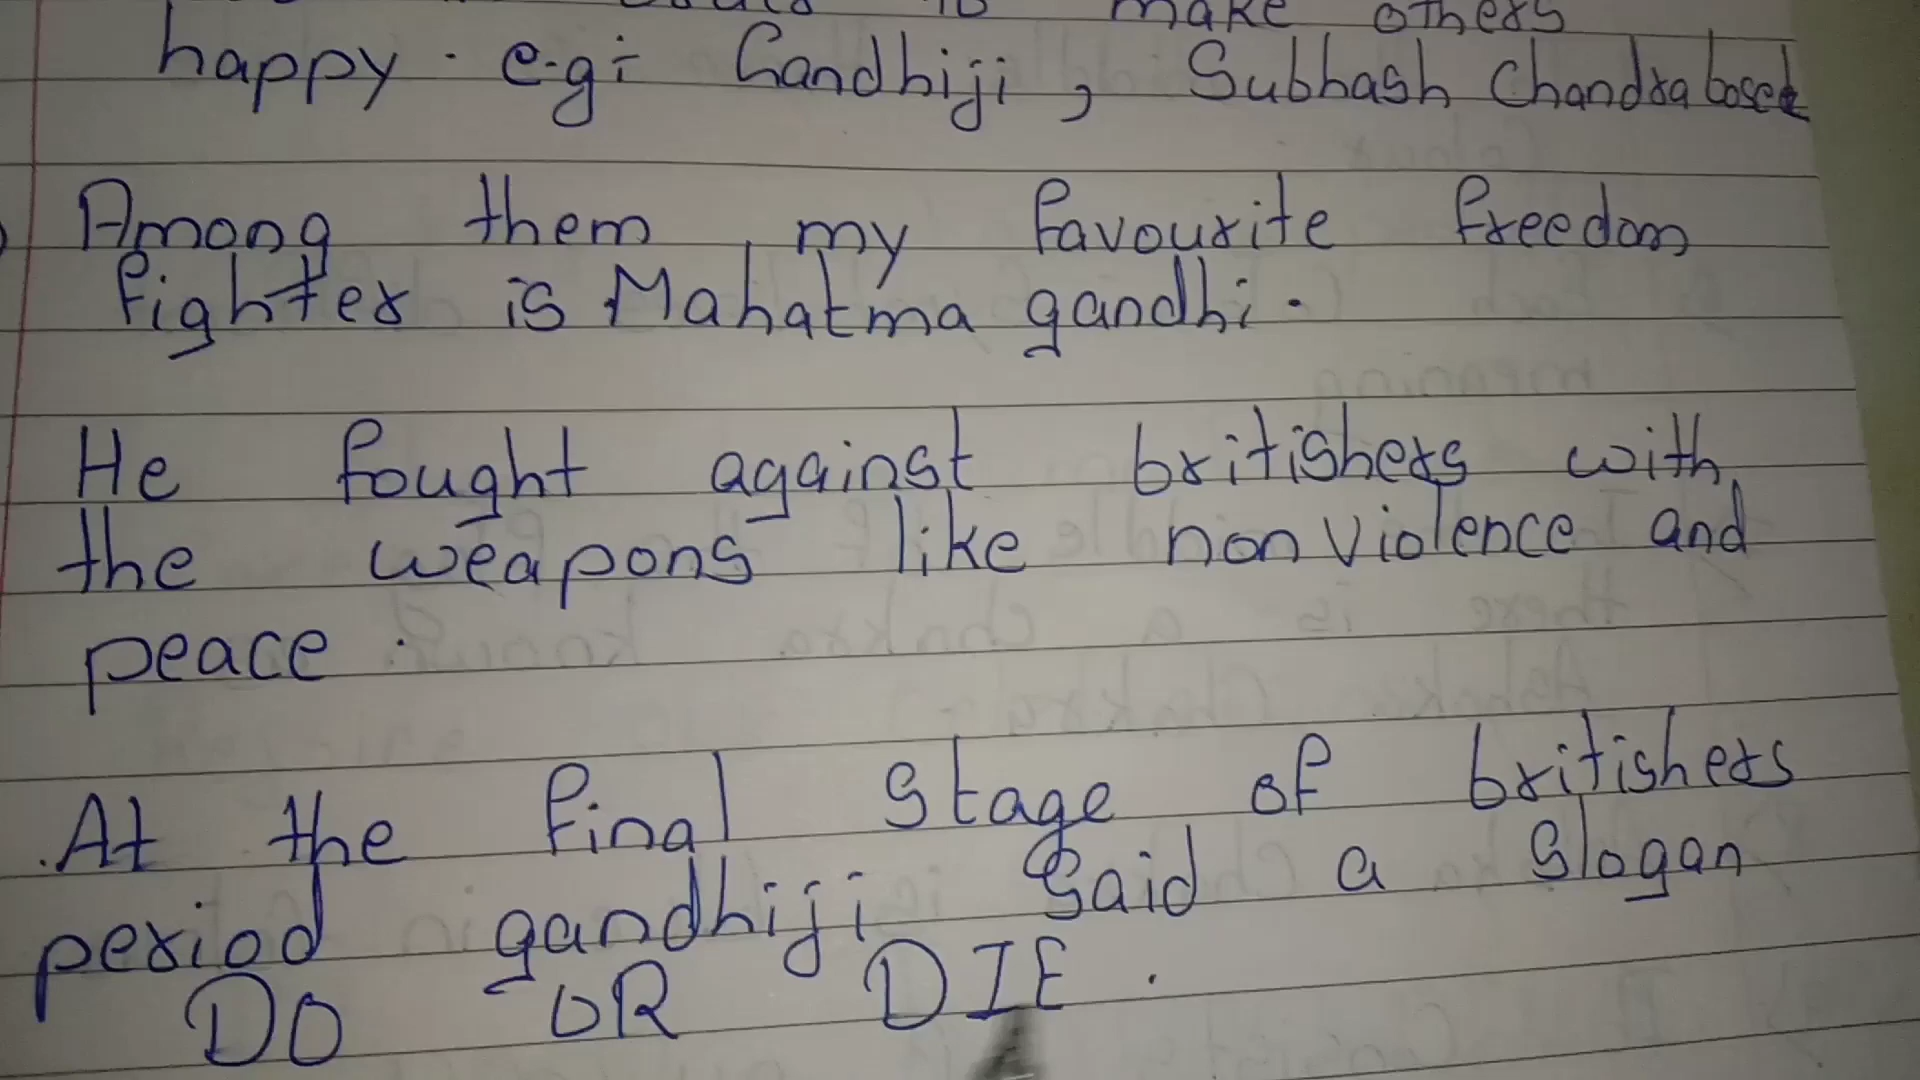 make others
happy. e.g:- Gandhiji, Subhash Chandra bose
Among them, my favourite freedom
fighter is Mahatma gandhi.
He fought against britishers with
the weapons like non violence and
peace.
At the final stage of britishers
period gandhiji said a slogan
DO OR DIE.